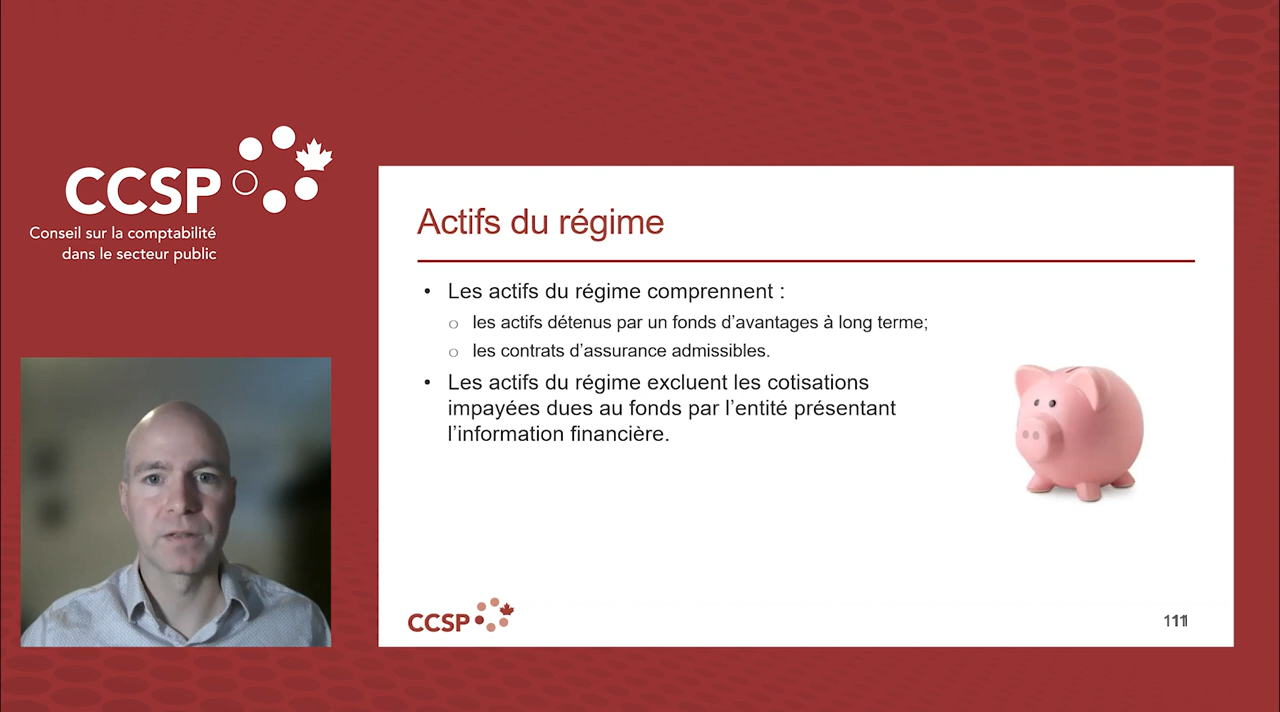 CCSP
Conseil sur la comptabilité
dans le secteur public
Actifs du régime
• Les actifs du régime comprennent :
o les actifs détenus par un fonds d’avantages à long terme;
o les contrats d’assurance admissibles.
• Les actifs du régime excluent les cotisations
impayées dues au fonds par l’entité présentant
l’information financière.
CCSP